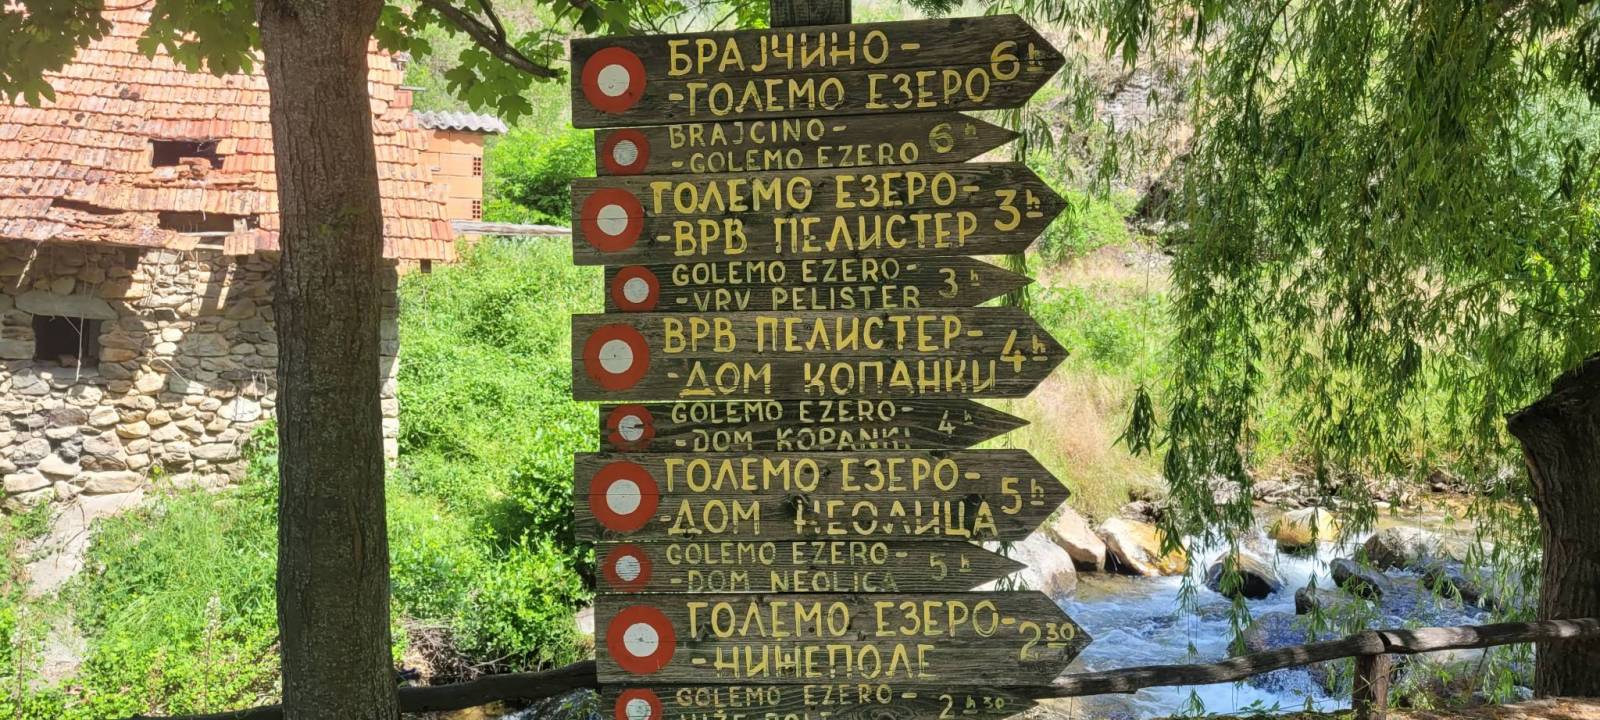 БРАЈЧИНО-
-ГОЛЕМО ЕЗЕРО 6h
BRAJCINO-
-GOLEMO EZERO 6h
ГОЛЕМО ЕЗЕРО-
-ВРВ ПЕЛИСТЕР 3h
GOLEMO EZERO-
-VRV PELISTER 3h
ВРВ ПЕЛИСТЕР-
-ДОМ КОПАНКИ 4h
GOLEMO EZERO-
-DOM KOPANKI 4h
ГОЛЕМО ЕЗЕРО-
-ДОМ НЕОЛИЦА 5h
GOLEMO EZERO-
-DOM NEOLICA 5h
ГОЛЕМО ЕЗЕРО-
-НИЖЕПОЛЕ 2 30
GOLEMO EZERO-
2h 30